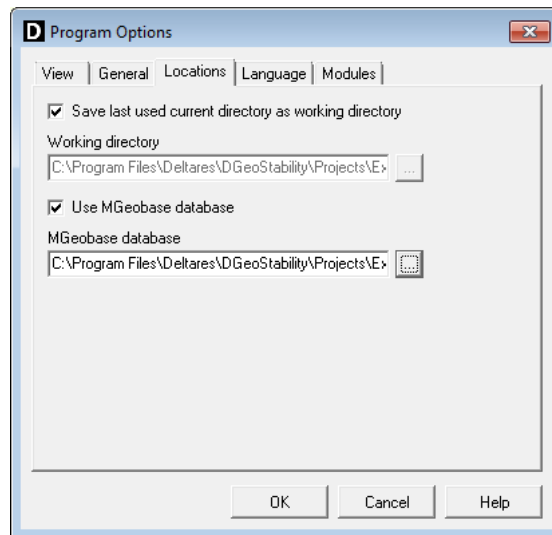 D Program Options
View General Locations Language Modules
Save last used current directory as working directory
Working directory
C:\Program Files\Deltares\DGeoStability\Projects\Ex
...
Use MGeobase database
MGeobase database
C:\Program Files\Deltares\DGeoStability\Projects\Ex
...
OK Cancel Help